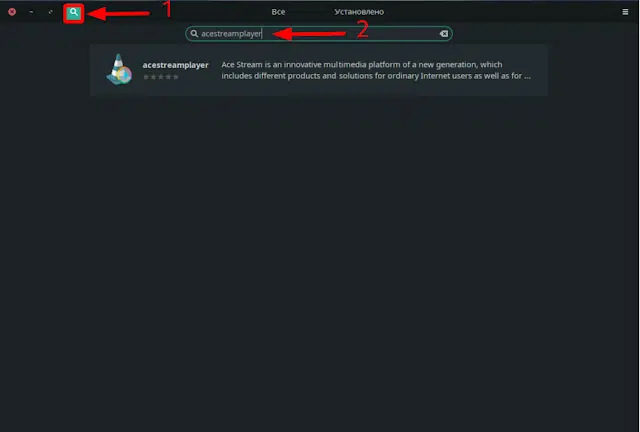 1
Все
Установлено
acestreamplayer
2
acestreamplayer
Ace Stream is an innovative multimedia platform of a new generation, which
includes different products and solutions for ordinary Internet users as well as for ...